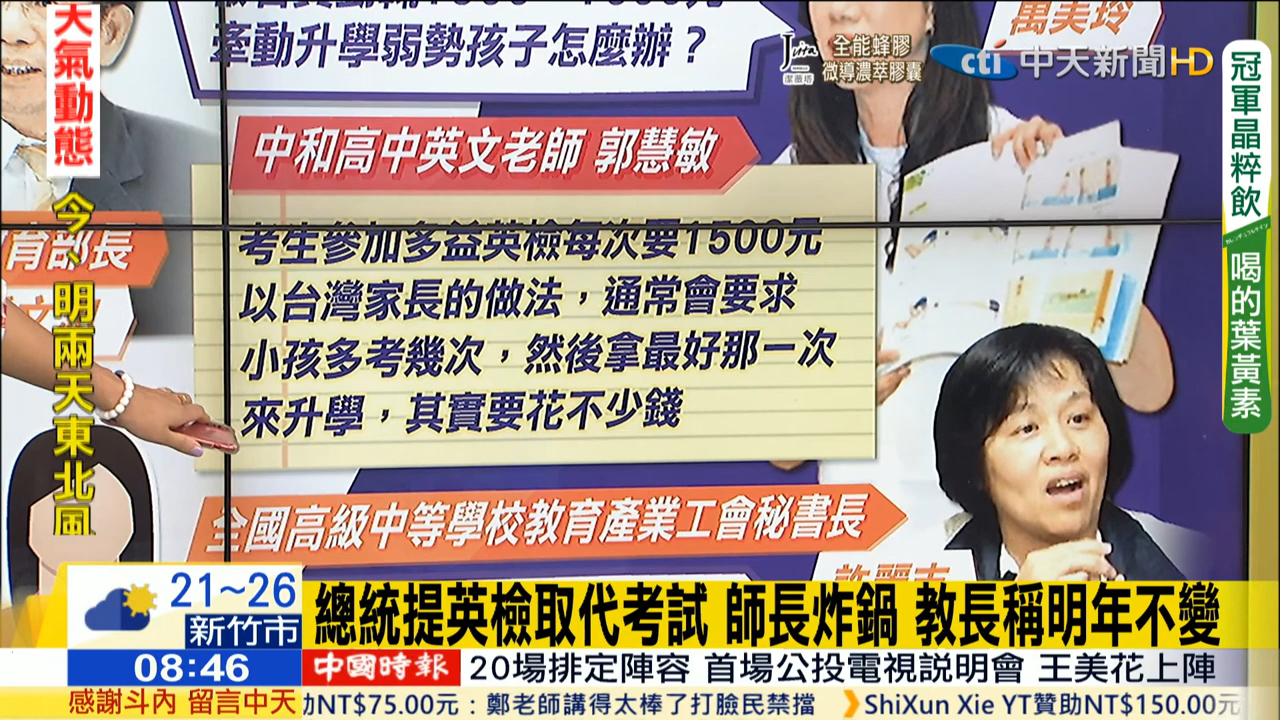 牽動升學弱勢孩子怎麼辦？
萬美玲
全能蜂膠
微導濃萃膠囊
潔薇塔
cti 中天新聞HD
大氣動態
今、明兩天東北風
冠軍晶粹飲
喝的葉黃素
中和高中英文老師 郭慧敏
考生參加多益英檢每次要1500元
以台灣家長的做法，通常會要求
小孩多考幾次，然後拿最好那一次
來升學，其實要花不少錢
育部長
全國高級中等學校教育產業工會秘書長
21~26
新竹市
總統提英檢取代考試 師長炸鍋 教長稱明年不變
08:46
中國時報
20場排定陣容 首場公投電視說明會 王美花上陣
感謝斗內 留言中天
助NT$75.00元：鄭老師講得太棒了打臉民禁擋
ShiXun Xie YT贊助NT$150.00元